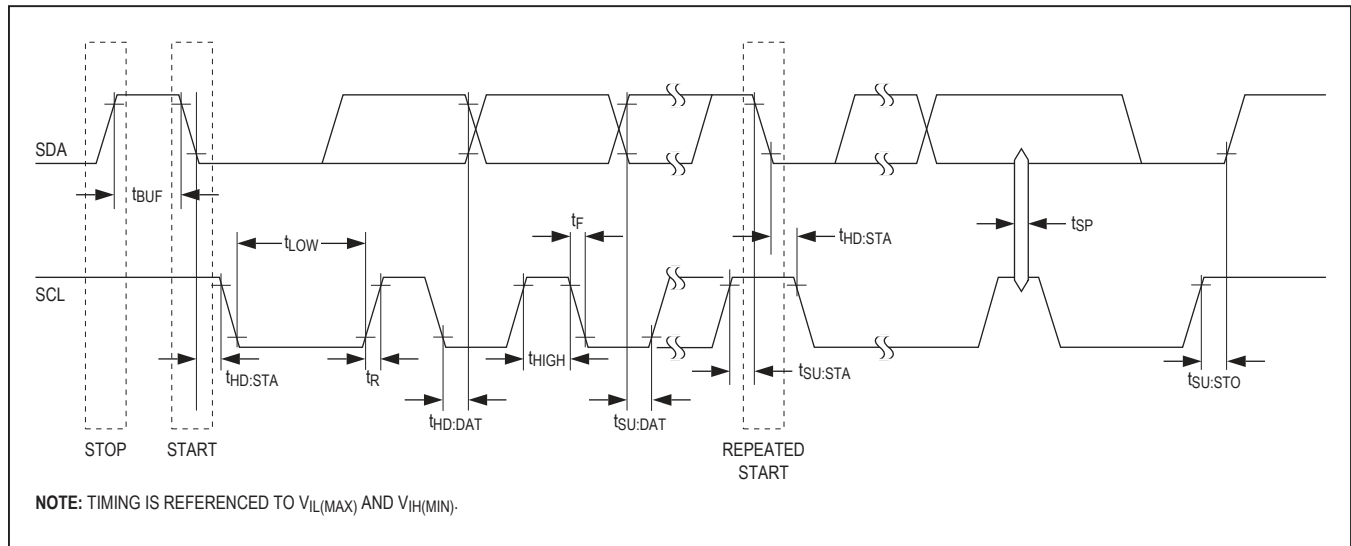 SDA
tBUF
tF
tSP
tLOW
tHD:STA
SCL
tHD:STA
tR
tHIGH
tSU:STA
tSU:STO
tHD:DAT
tSU:DAT
STOP
START
REPEATED
START
NOTE: TIMING IS REFERENCED TO VIL(MAX) AND VIH(MIN).